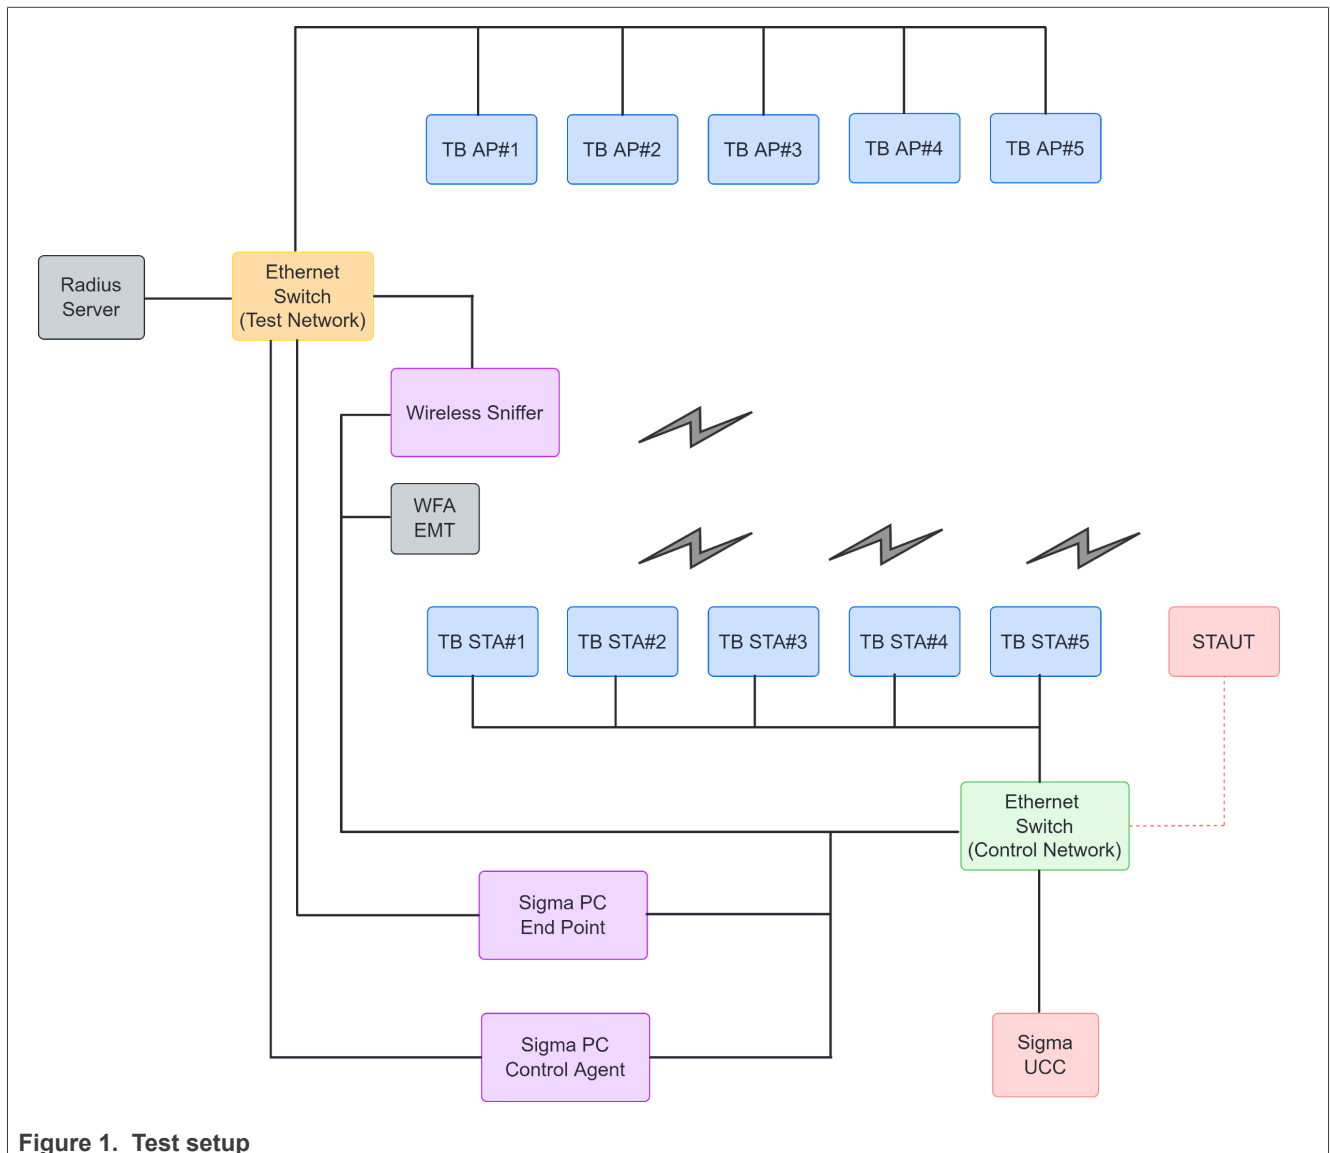 TB AP#1
TB AP#2
TB AP#3
TB AP#4
TB AP#5
Radius
Server
Ethernet
Switch
(Test Network)
Wireless Sniffer
WFA
EMT
TB STA#1
TB STA#2
TB STA#3
TB STA#4
TB STA#5
STAUT
Ethernet
Switch
(Control Network)
Sigma PC
End Point
Sigma PC
Control Agent
Sigma
UCC
Figure 1. Test setup